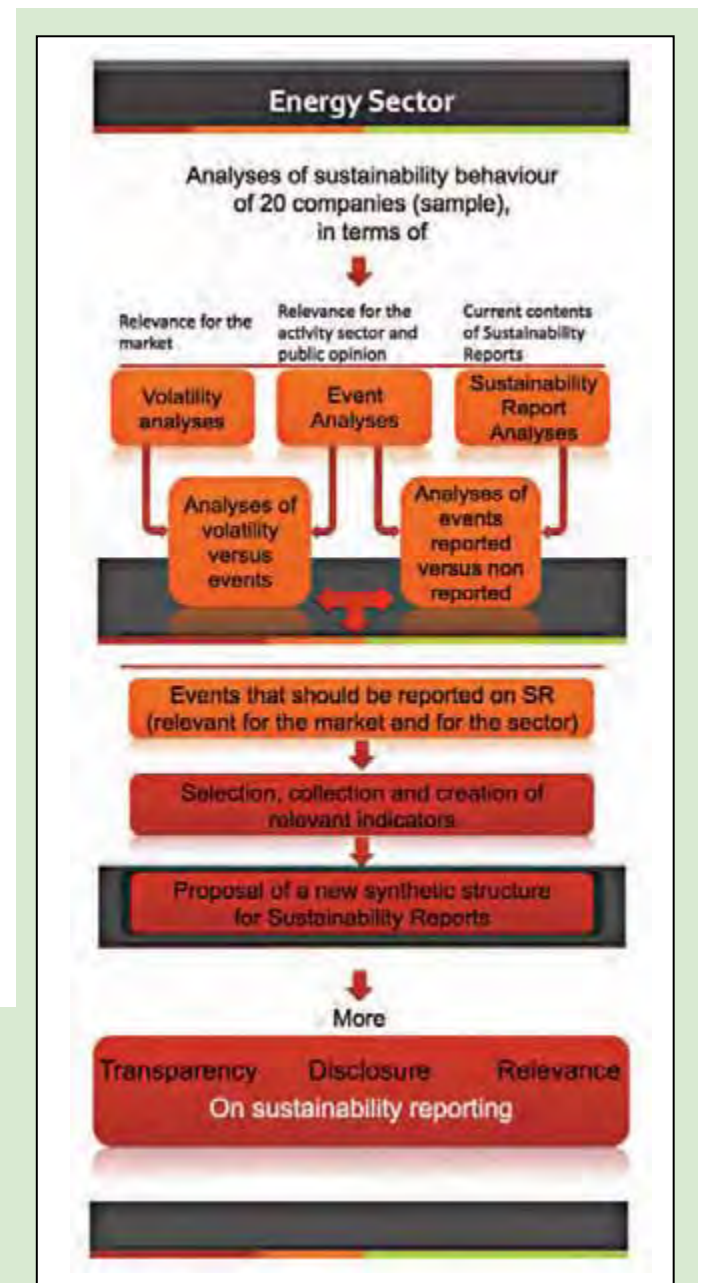 Energy Sector
Analyses of sustainability behaviour
of 20 companies (sample),
in terms of
Relevance for the
market
Relevance for the
activity sector and
public opinion
Current contents
of Sustainability
Reports
Volatility
analyses
Event
Analyses
Sustainability
Report
Analyses
Analyses of
volatility
versus
events
Analyses of
events
reported
versus non
reported
Events that should be reported on SR
(relevant for the market and for the sector)
Selection, collection and creation of
relevant indicators
Proposal of a new synthetic structure
for Sustainability Reports
More
Transparency Disclosure Relevance
On sustainability reporting